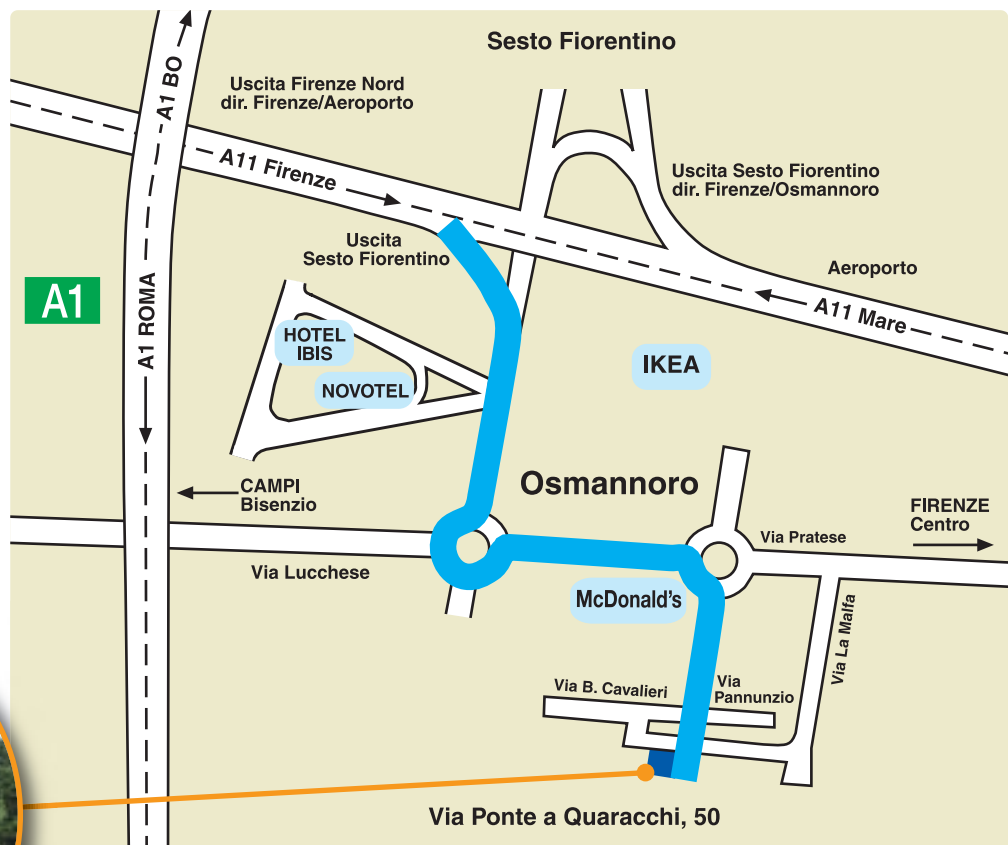 Sesto Fiorentino
A1 BO
Uscita Firenze Nord
dir. Firenze/Aeroporto
A11 Firenze
Uscita Sesto Fiorentino
dir. Firenze/Osmannoro
Uscita
Sesto Fiorentino
Aeroporto
A1
A1 ROMA
A11 Mare
HOTEL
IBIS
NOVOTEL
IKEA
CAMPI
Bisenzio
Osmannoro
FIRENZE
Centro
Via Pratese
Via Lucchese
McDonald's
Via La Malfa
Via B. Cavalieri
Via
Pannunzio
Via Ponte a Quaracchi, 50